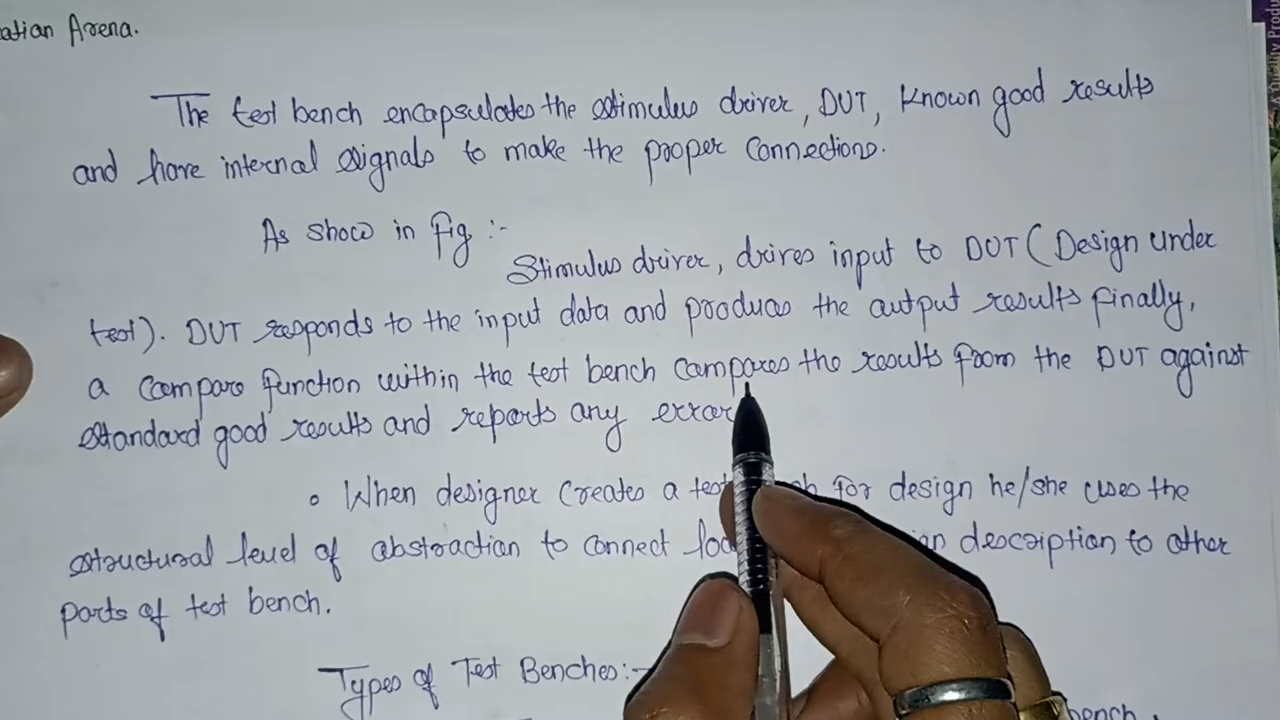 Arena.
The test bench encapsulates the stimulus driver, DUT, Known good results
and have internal signals to make the proper Connections.
As show in Fig :-
Stimulus driver, drives input to DUT (Design Under
test). DUT responds to the input data and produces the output results finally,
a Compare function within the test bench compares the results from the DUT against
standard good results and reports any error
• When designer Creates a for design he/she uses the
structural level of abstraction to connect description to other
parts of test bench.
Types of Test Benches:-
bench.